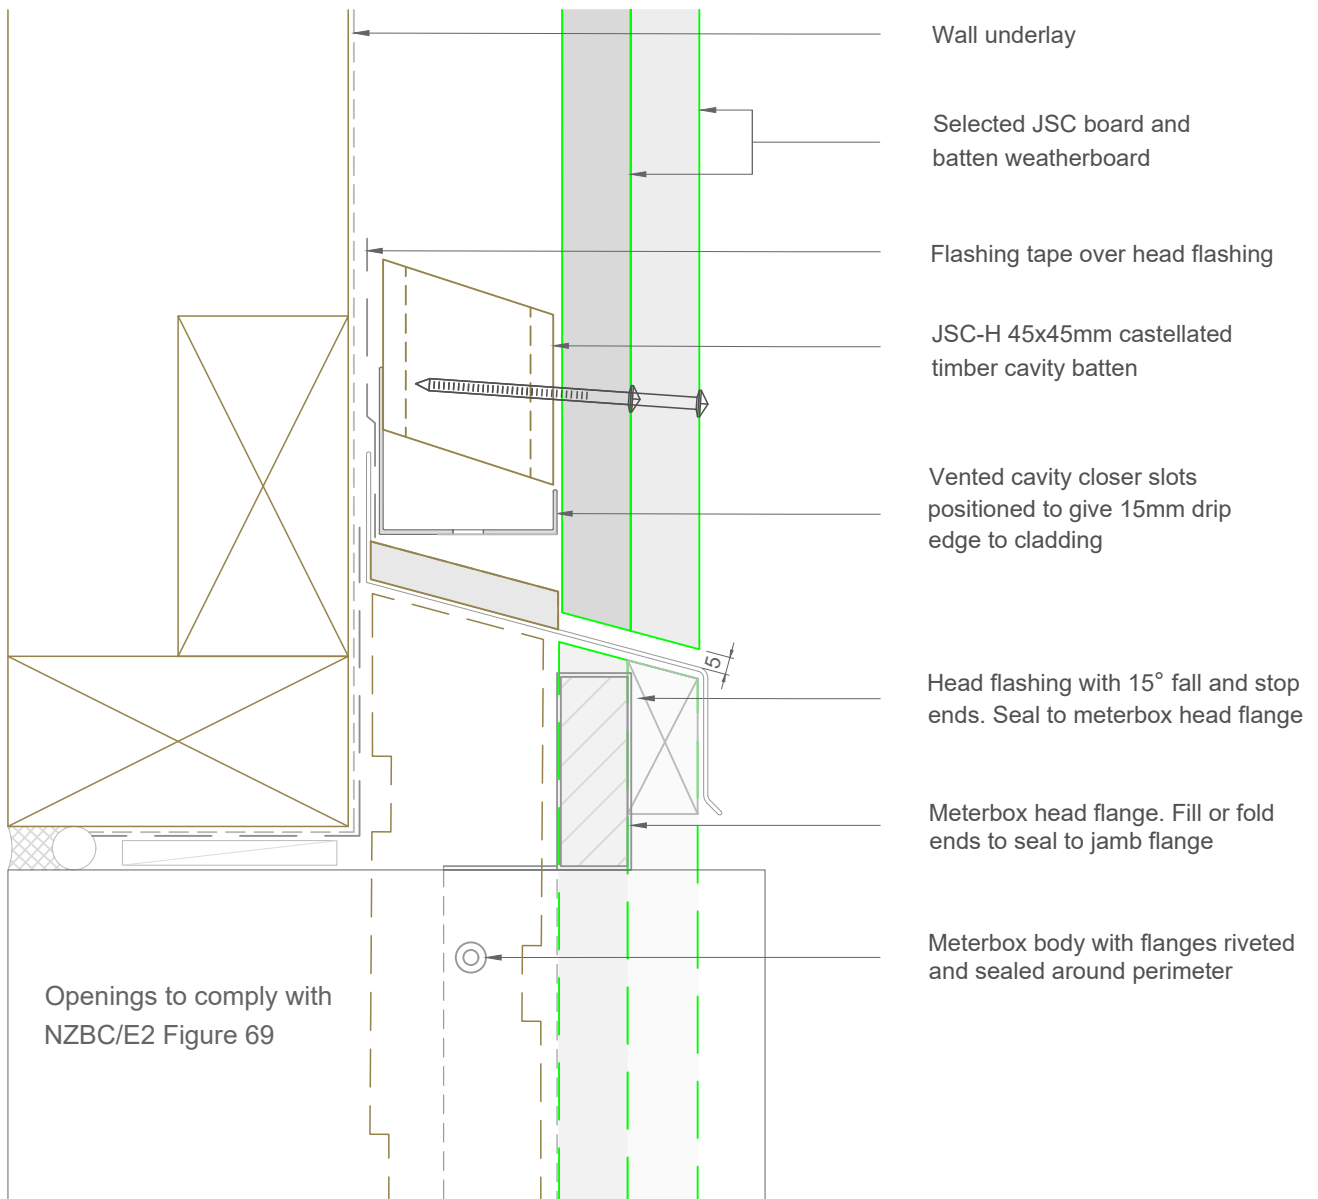 Wall underlay
Selected JSC board and
batten weatherboard
Flashing tape over head flashing
JSC-H 45x45mm castellated
timber cavity batten
Vented cavity closer slots
positioned to give 15mm drip
edge to cladding
5
Head flashing with 15° fall and stop
ends. Seal to meterbox head flange
Meterbox head flange. Fill or fold
ends to seal to jamb flange
Meterbox body with flanges riveted
and sealed around perimeter
Openings to comply with
NZBC/E2 Figure 69